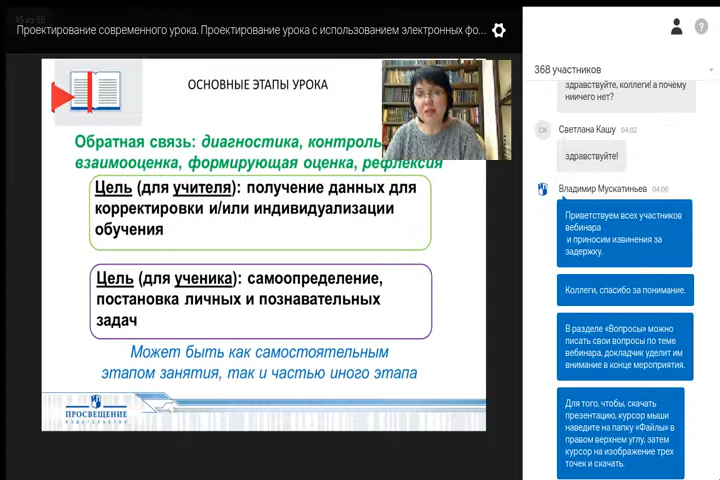 45 из 58
Проектирование современного урока. Проектирование урока с использованием электронных фо...
ОСНОВНЫЕ ЭТАПЫ УРОКА
Обратная связь: диагностика, контроль
взаимооценка, формирующая оценка, рефлексия
Цель (для учителя): получение данных для
корректировки и/или индивидуализации
обучения
Цель (для ученика): самоопределение,
постановка личных и познавательных
задач
Может быть как самостоятельным
этапом занятия, так и частью иного этапа
ПРОСВЕЩЕНИЕ
ИЗДАТЕЛЬСТВО
?
368 участников
здравствуйте, коллеги! а почему
ниичего нет?
СК
Светлана Кашу 04:02
здравствуйте!
Владимир Мускатиньев 04:08
Приветствуем всех участников
вебинара
и приносим извинения за
задержку.
Коллеги, спасибо за понимание.
В разделе «Вопросы» можно
писать свои вопросы по теме
вебинара, докладчик уделит им
внимание в конце мероприятия.
Для того, чтобы, скачать
презентацию, курсор мыши
наведите на папку «Файлы» в
правом верхнем углу, затем
курсор на изображение трех
точек и скачать.